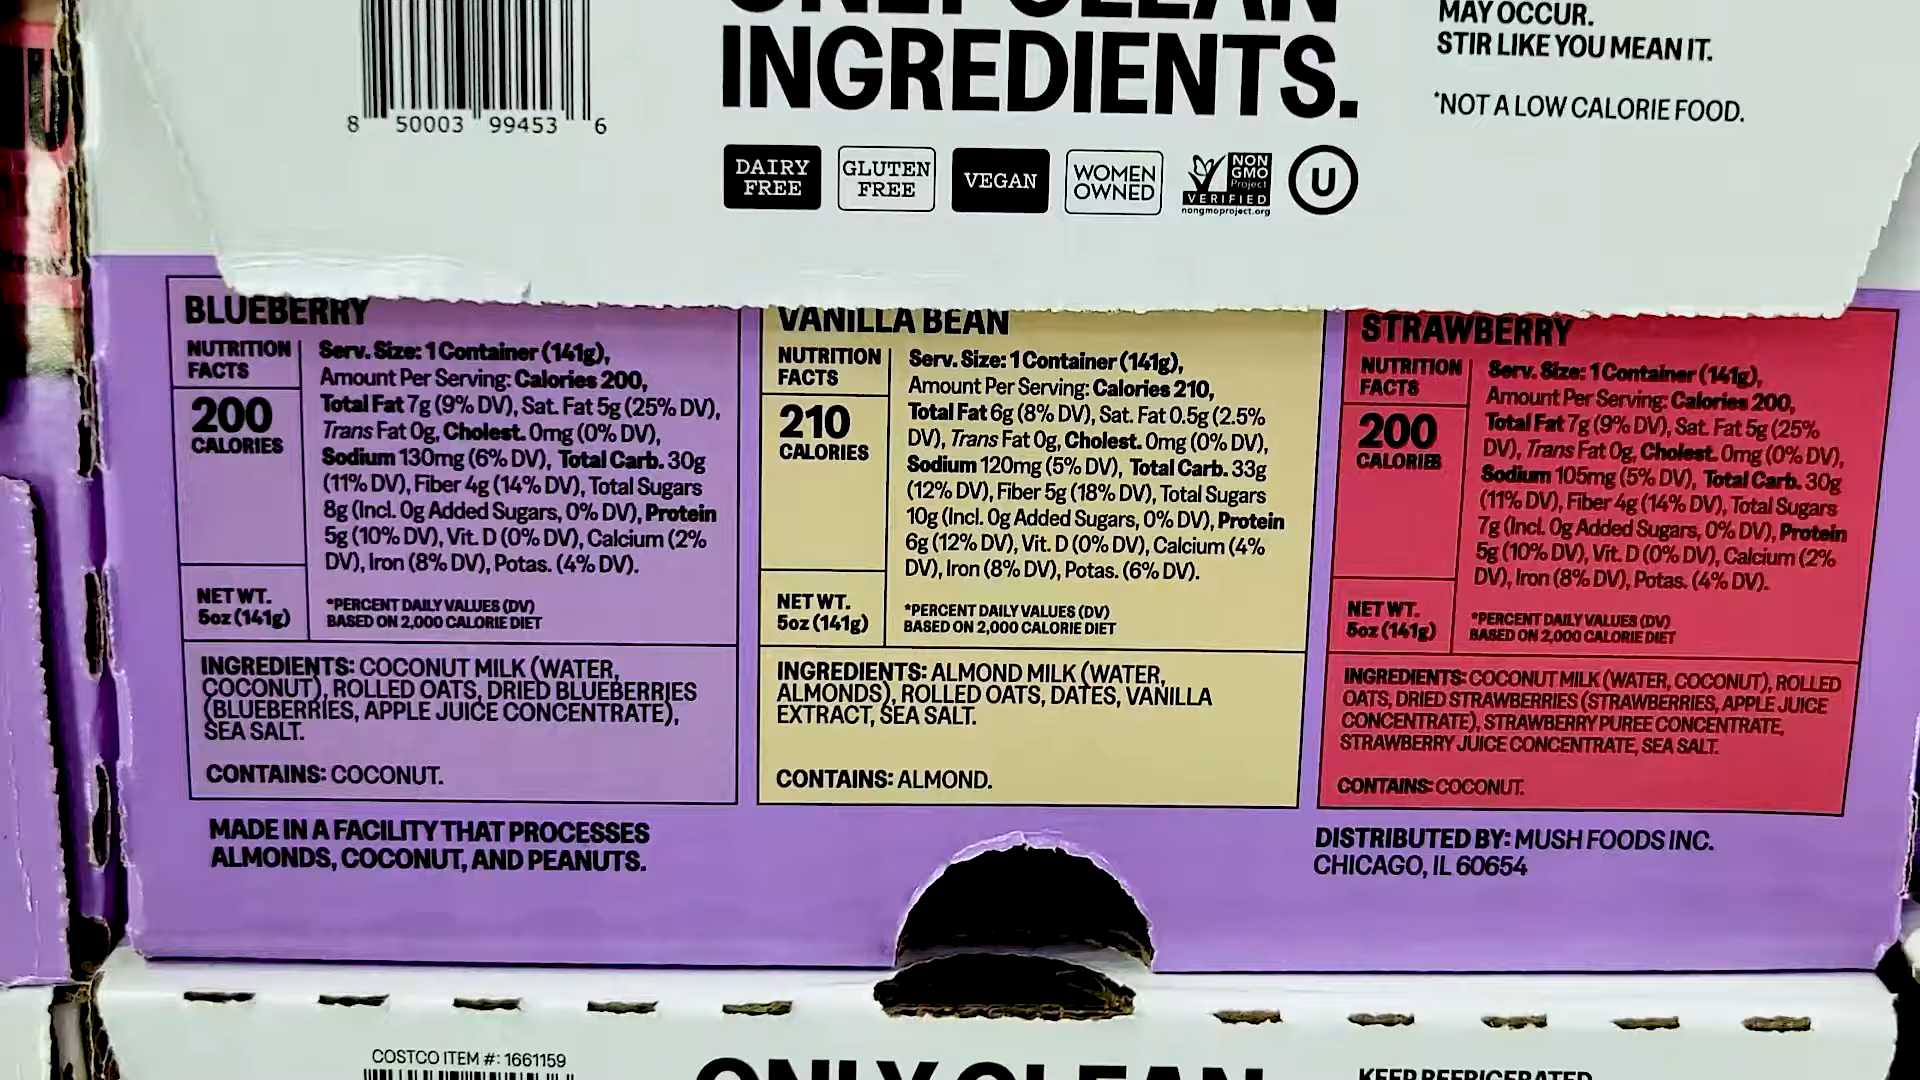 ONLY CLEAN
INGREDIENTS.
MAY OCCUR.
STIR LIKE YOU MEAN IT.
*NOT A LOW CALORIE FOOD.
8 50003 99453 6
DAIRY
FREE
GLUTEN
FREE
VEGAN
WOMEN
OWNED
NON
GMO
Project
VERIFIED
nongmoproject.org
U
BLUEBERRY
NUTRITION
FACTS
200
CALORIES
NET WT.
5oz (141g)
Serv. Size: 1 Container (141g),
Amount Per Serving: Calories 200,
Total Fat 7g (9% DV), Sat. Fat 5g (25% DV),
Trans Fat 0g, Cholest. 0mg (0% DV),
Sodium 130mg (6% DV), Total Carb. 30g
(11% DV), Fiber 4g (14% DV), Total Sugars
8g (Incl. 0g Added Sugars, 0% DV), Protein
5g (10% DV), Vit. D (0% DV), Calcium (2%
DV), Iron (8% DV), Potas. (4% DV).
*PERCENT DAILY VALUES (DV)
BASED ON 2,000 CALORIE DIET
INGREDIENTS: COCONUT MILK (WATER,
COCONUT), ROLLED OATS, DRIED BLUEBERRIES
(BLUEBERRIES, APPLE JUICE CONCENTRATE),
SEA SALT.
CONTAINS: COCONUT.
VANILLA BEAN
NUTRITION
FACTS
210
CALORIES
NET WT.
5oz (141g)
Serv. Size: 1 Container (141g),
Amount Per Serving: Calories 210,
Total Fat 6g (8% DV), Sat. Fat 0.5g (2.5%
DV), Trans Fat 0g, Cholest. 0mg (0% DV),
Sodium 120mg (5% DV), Total Carb. 33g
(12% DV), Fiber 5g (18% DV), Total Sugars
10g (Incl. 0g Added Sugars, 0% DV), Protein
6g (12% DV), Vit. D (0% DV), Calcium (4%
DV), Iron (8% DV), Potas. (6% DV).
*PERCENT DAILY VALUES (DV)
BASED ON 2,000 CALORIE DIET
INGREDIENTS: ALMOND MILK (WATER,
ALMONDS), ROLLED OATS, DATES, VANILLA
EXTRACT, SEA SALT.
CONTAINS: ALMOND.
STRAWBERRY
NUTRITION
FACTS
200
CALORIES
NET WT.
5oz (141g)
Serv. Size: 1 Container (141g),
Amount Per Serving: Calories 200,
Total Fat 7g (9% DV), Sat. Fat 5g (25%
DV), Trans Fat 0g, Cholest. 0mg (0% DV),
Sodium 105mg (5% DV), Total Carb. 30g
(11% DV), Fiber 4g (14% DV), Total Sugars
7g (Incl. 0g Added Sugars, 0% DV), Protein
5g (10% DV), Vit. D (0% DV), Calcium (2%
DV), Iron (8% DV), Potas. (4% DV).
*PERCENT DAILY VALUES (DV)
BASED ON 2,000 CALORIE DIET
INGREDIENTS: COCONUT MILK (WATER, COCONUT), ROLLED
OATS, DRIED STRAWBERRIES (STRAWBERRIES, APPLE JUICE
CONCENTRATE), STRAWBERRY PUREE CONCENTRATE,
STRAWBERRY JUICE CONCENTRATE, SEA SALT.
CONTAINS: COCONUT.
MADE IN A FACILITY THAT PROCESSES
ALMONDS, COCONUT, AND PEANUTS.
DISTRIBUTED BY: MUSH FOODS INC.
CHICAGO, IL 60654
COSTCO ITEM #: 1661159
ONLY CLEAN
KEEP REFRIGERATED